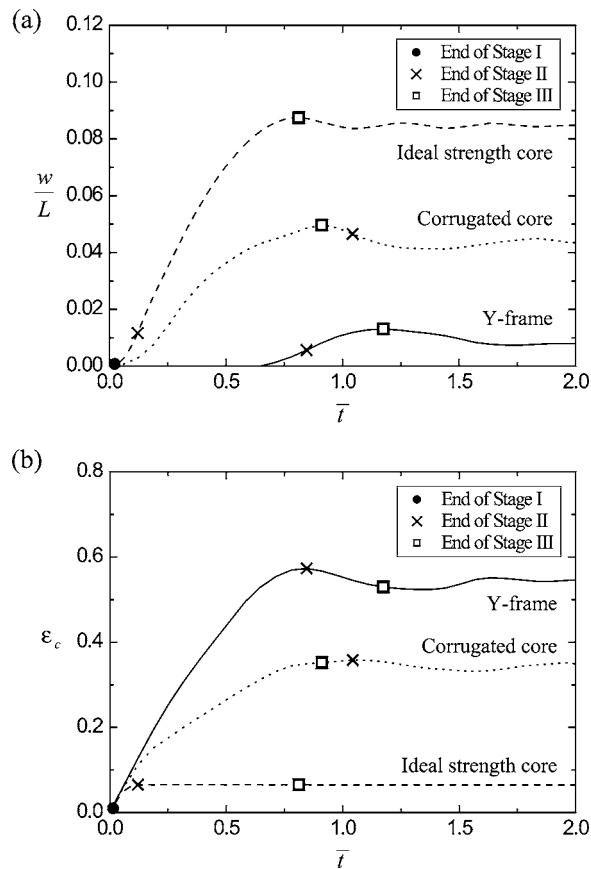 (a)
0.12
0.10
0.08
0.06
0.04
0.02
0.00
w
L
End of Stage I
End of Stage II
End of Stage III
Ideal strength core
Corrugated core
Y-frame
0.0 0.5 1.0 1.5 2.0
t̅
(b)
0.8
0.6
0.4
0.2
0.0
ε_c
End of Stage I
End of Stage II
End of Stage III
Y-frame
Corrugated core
Ideal strength core
0.0 0.5 1.0 1.5 2.0
t̅